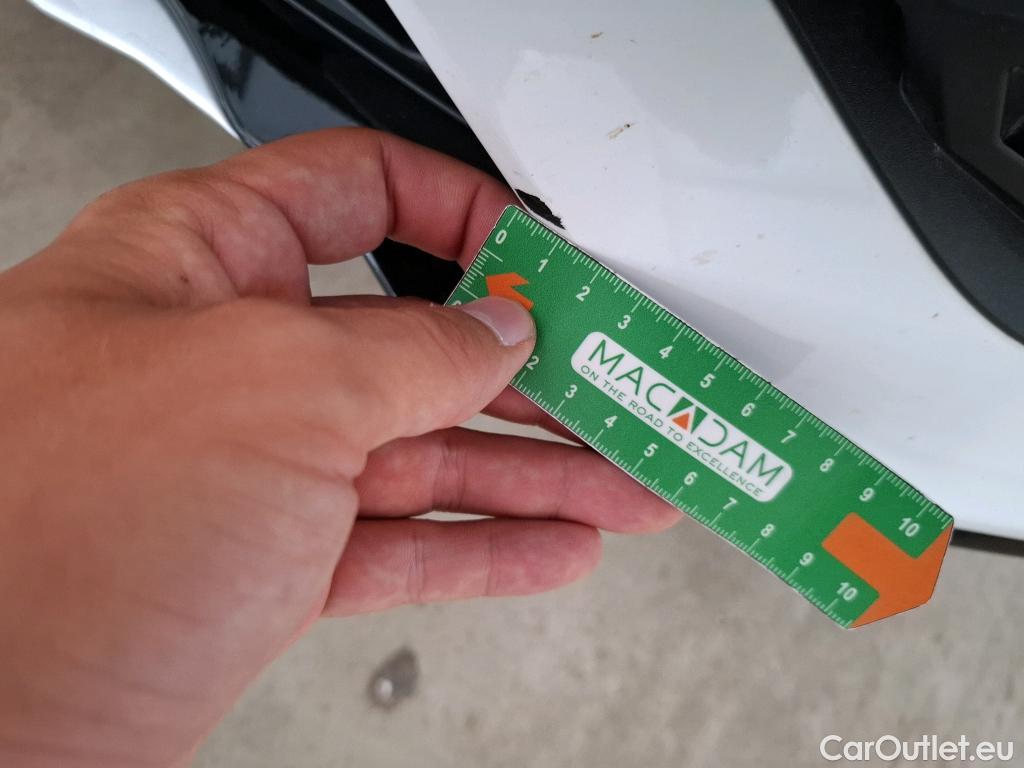 0 1 2 3 4 5 6 7 8 9 10
MACADAM
ON THE ROAD TO EXCELLENCE
2 3 4 5 6 7 8 9 10
CarOutlet.eu